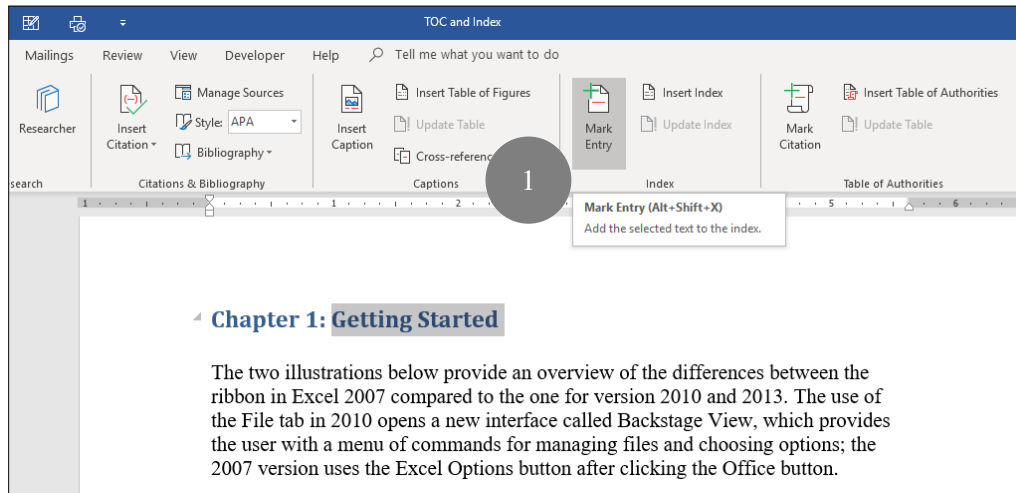 TOC and Index
Mailings Review View Developer Help Tell me what you want to do
Researcher
Insert Citation
Manage Sources
Style: APA
Bibliography
Insert Caption
Insert Table of Figures
Update Table
Cross-referenc
Mark Entry
Insert Index
Update Index
Mark Citation
Insert Table of Authorities
Update Table
search Citations & Bibliography Captions Index Table of Authorities
1
1 1 2 5 6
Mark Entry (Alt+Shift+X)
Add the selected text to the index.
Chapter 1: Getting Started
The two illustrations below provide an overview of the differences between the
ribbon in Excel 2007 compared to the one for version 2010 and 2013. The use of
the File tab in 2010 opens a new interface called Backstage View, which provides
the user with a menu of commands for managing files and choosing options; the
2007 version uses the Excel Options button after clicking the Office button.